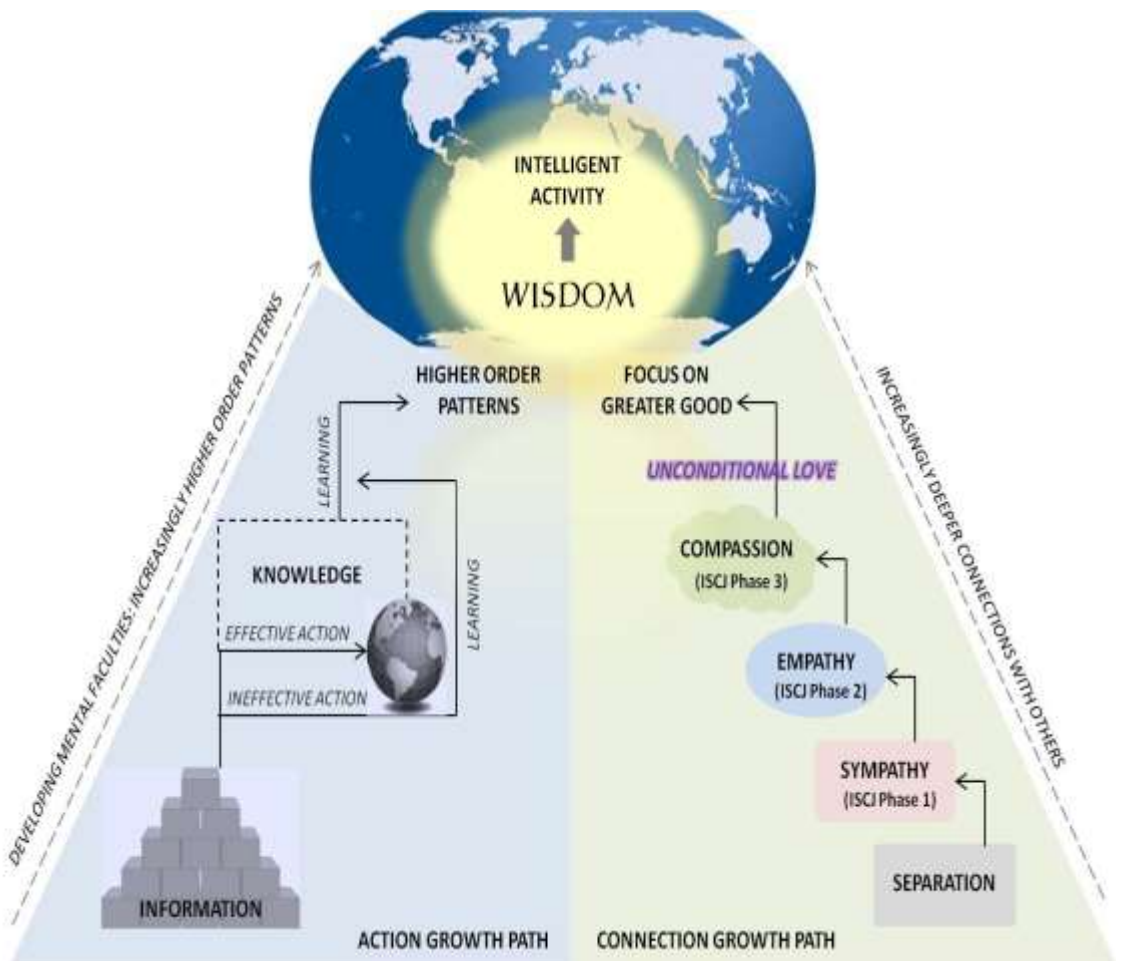 INTELLIGENT
ACTIVITY
WISDOM
HIGHER ORDER
PATTERNS
FOCUS ON
GREATER GOOD
DEVELOPING MENTAL FACULTIES: INCREASINGLY HIGHER ORDER PATTERNS
LEARNING
KNOWLEDGE
LEARNING
EFFECTIVE ACTION
INEFFECTIVE ACTION
INFORMATION
ACTION GROWTH PATH
UNCONDITIONAL LOVE
COMPASSION
(ISCJ Phase 3)
EMPATHY
(ISCJ Phase 2)
SYMPATHY
(ISCJ Phase 1)
SEPARATION
CONNECTION GROWTH PATH
INCREASINGLY DEEPER CONNECTIONS WITH OTHERS